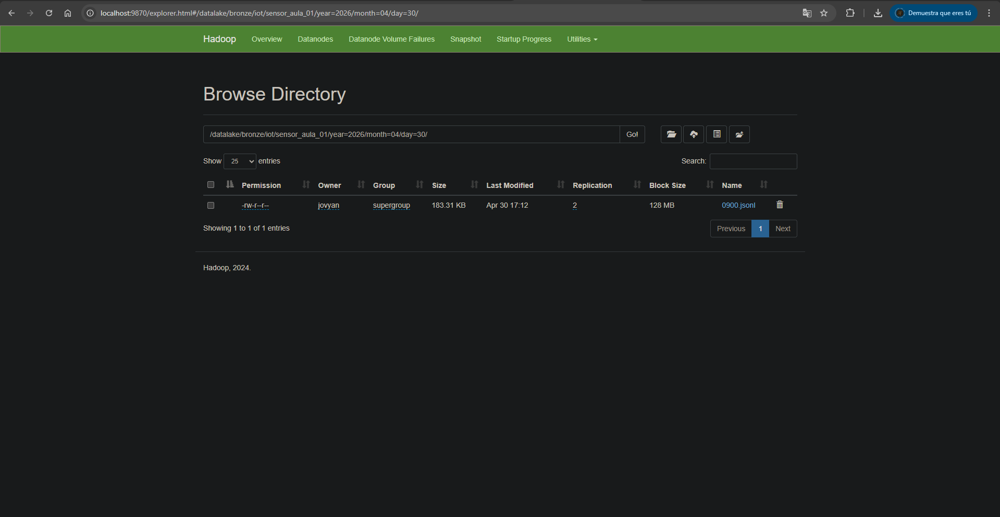 localhost:9870/explorer.html#/datalake/bronze/iot/sensor_aula_01/year=2026/month=04/day=30/
Demuestra que eres tú
Hadoop Overview Datanodes Datanode Volume Failures Snapshot Startup Progress Utilities
Browse Directory
/datalake/bronze/iot/sensor_aula_01/year=2026/month=04/day=30/ Go!
Show 25 entries Search:
Permission Owner Group Size Last Modified Replication Block Size Name
-rw-r--r-- jovyan supergroup 183.31 KB Apr 30 17:12 2 128 MB 0900.jsonl
Showing 1 to 1 of 1 entries Previous 1 Next
Hadoop, 2024.